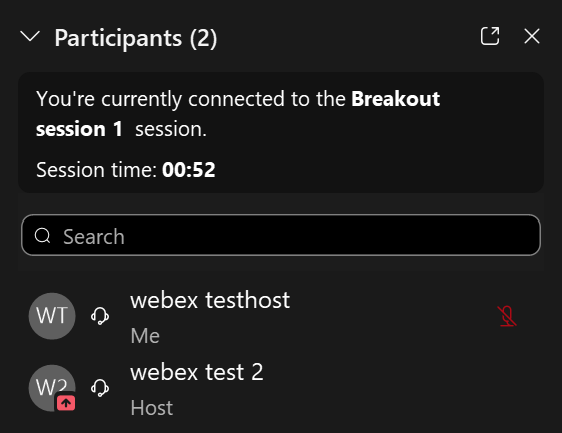 Participants (2)
You're currently connected to the Breakout
session 1 session.
Session time: 00:52
Search
WT
webex testhost
Me
W2
webex test 2
Host